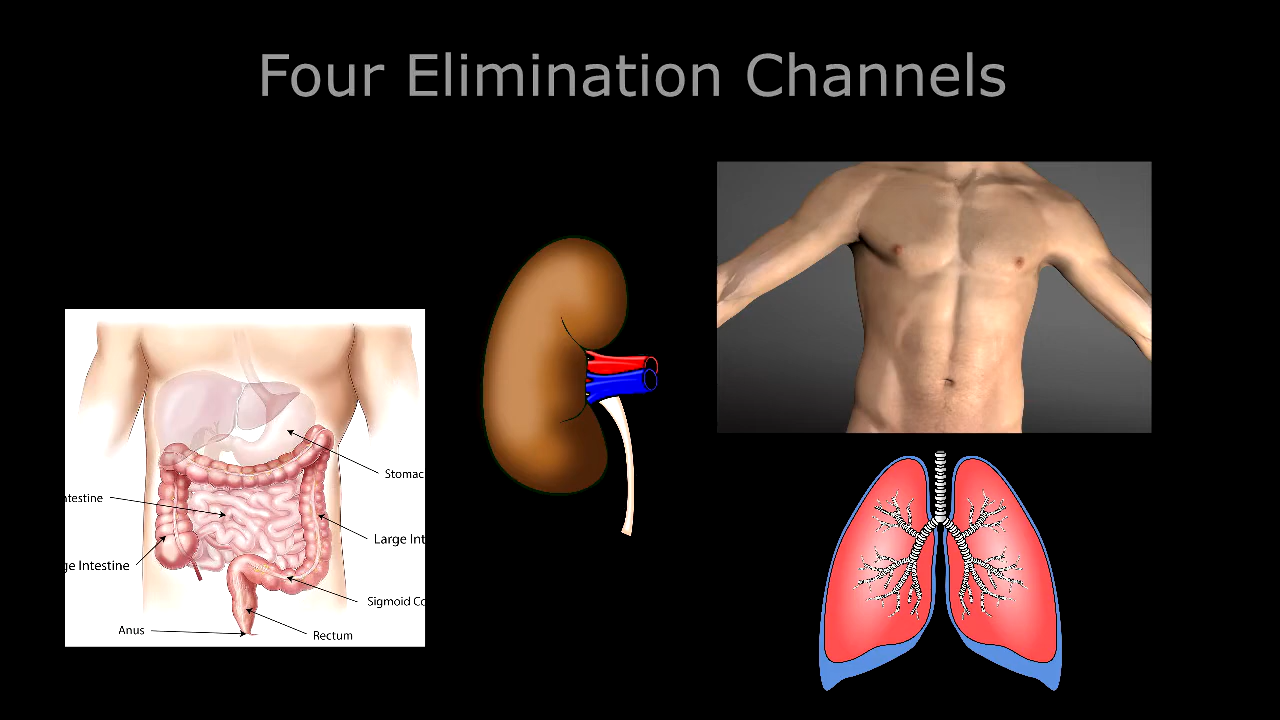 Four Elimination Channels
Stomac
ntestine
Large Int
ge Intestine
Sigmoid Co
Anus
Rectum